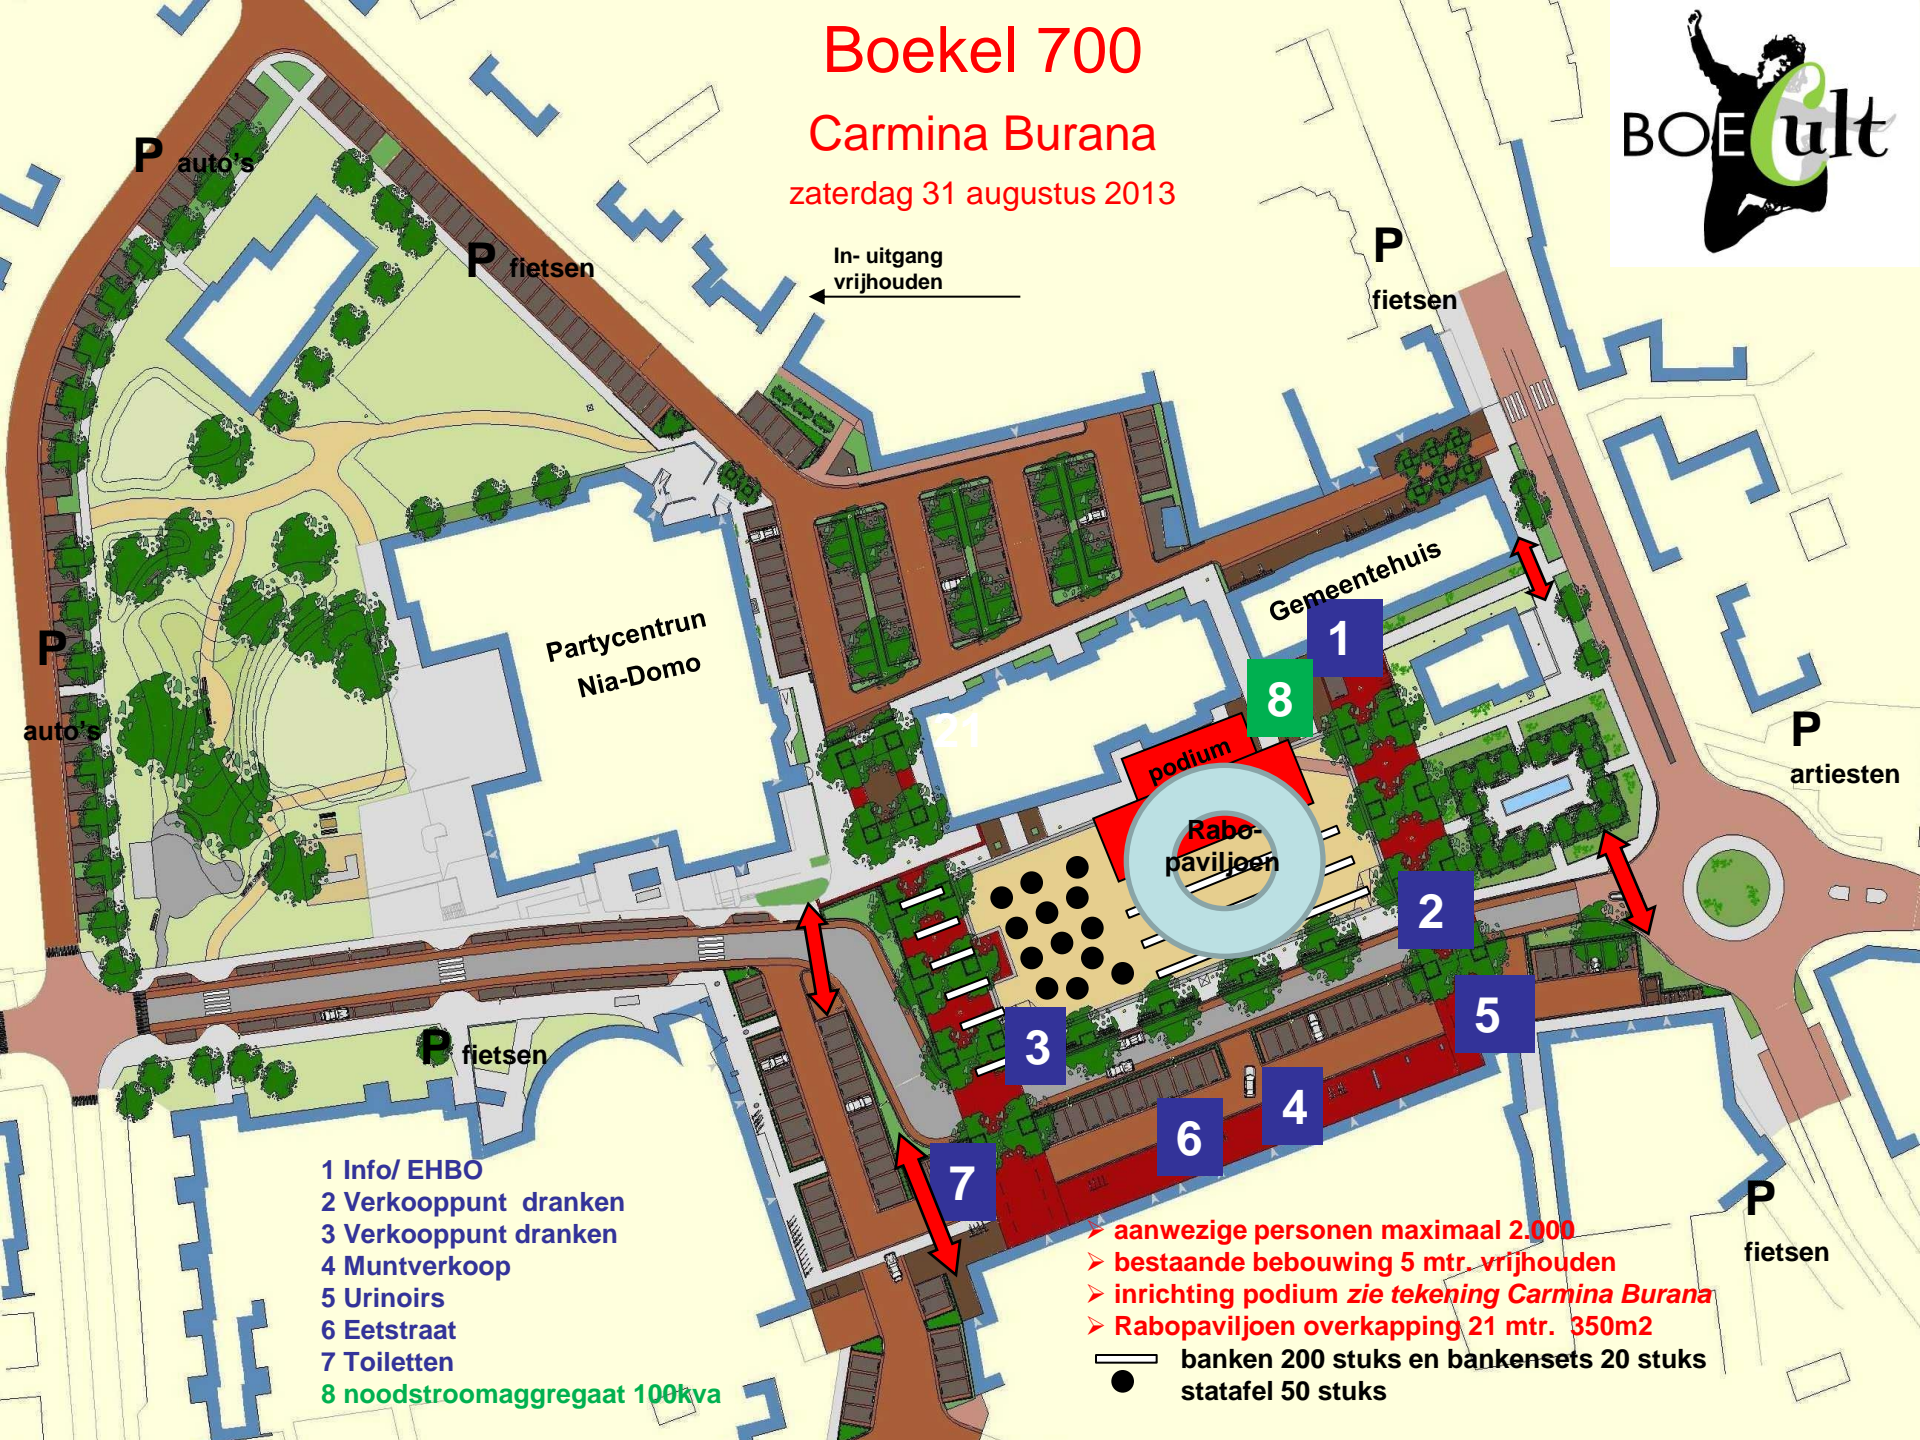 Boekel 700
Carmina Burana
zaterdag 31 augustus 2013
BOECult
In- uitgang
vrijhouden
P auto's
P fietsen
P
fietsen
Gemeentehuis
Partycentrun
Nia-Domo
P
auto's
1
8
21
podium
Rabo-
paviljoen
P
artiesten
2
3
5
4
6
7
P fietsen
P
fietsen
1 Info/ EHBO
2 Verkooppunt dranken
3 Verkooppunt dranken
4 Muntverkoop
5 Urinoirs
6 Eetstraat
7 Toiletten
8 noodstroomaggregaat 100kva
➢ aanwezige personen maximaal 2.000
➢ bestaande bebouwing 5 mtr. vrijhouden
➢ inrichting podium zie tekening Carmina Burana
➢ Rabopaviljoen overkapping 21 mtr. 350m2
banken 200 stuks en bankensets 20 stuks
statafel 50 stuks